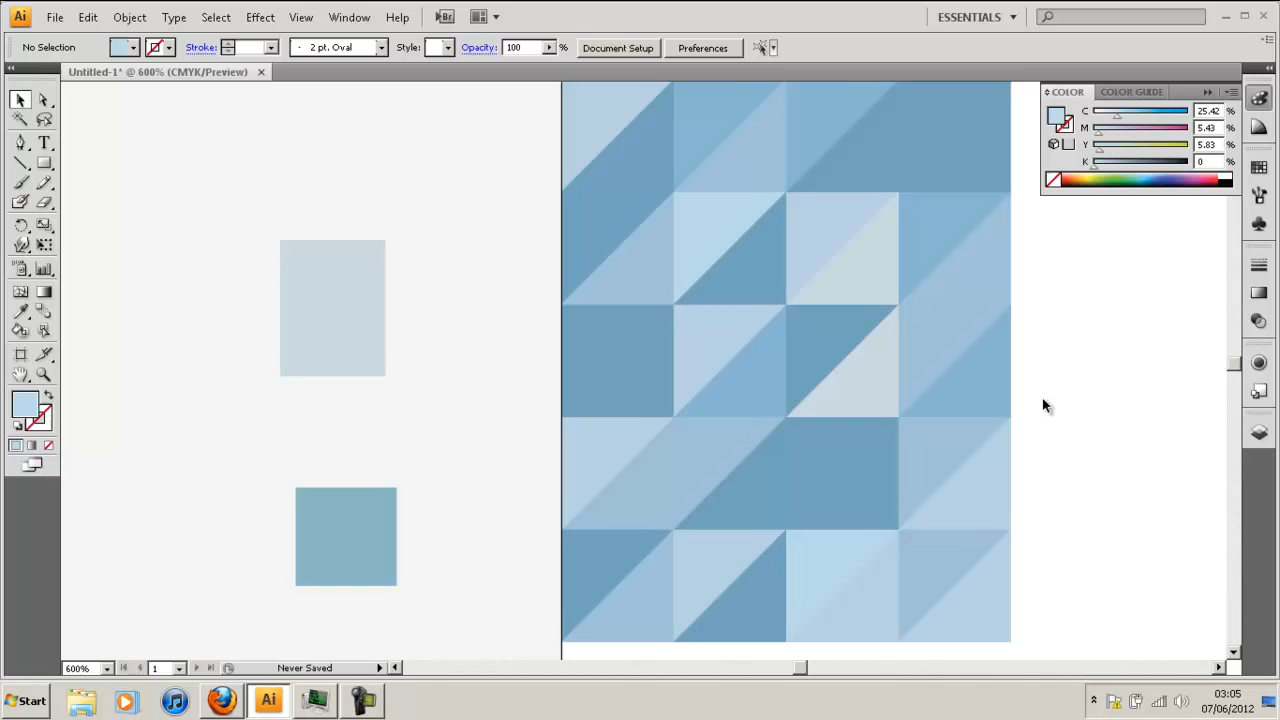 Ai File Edit Object Type Select Effect View Window Help Br ESSENTIALS
No Selection Stroke: 2 pt. Oval Style: Opacity: 100 % Document Setup Preferences
Untitled-1* @ 600% (CMYK/Preview)
COLOR COLOR GUIDE
C 25.42 %
M 5.43 %
Y 5.83 %
K 0 %
T
600% 1 Never Saved
Start Ai 03:05
07/06/2012